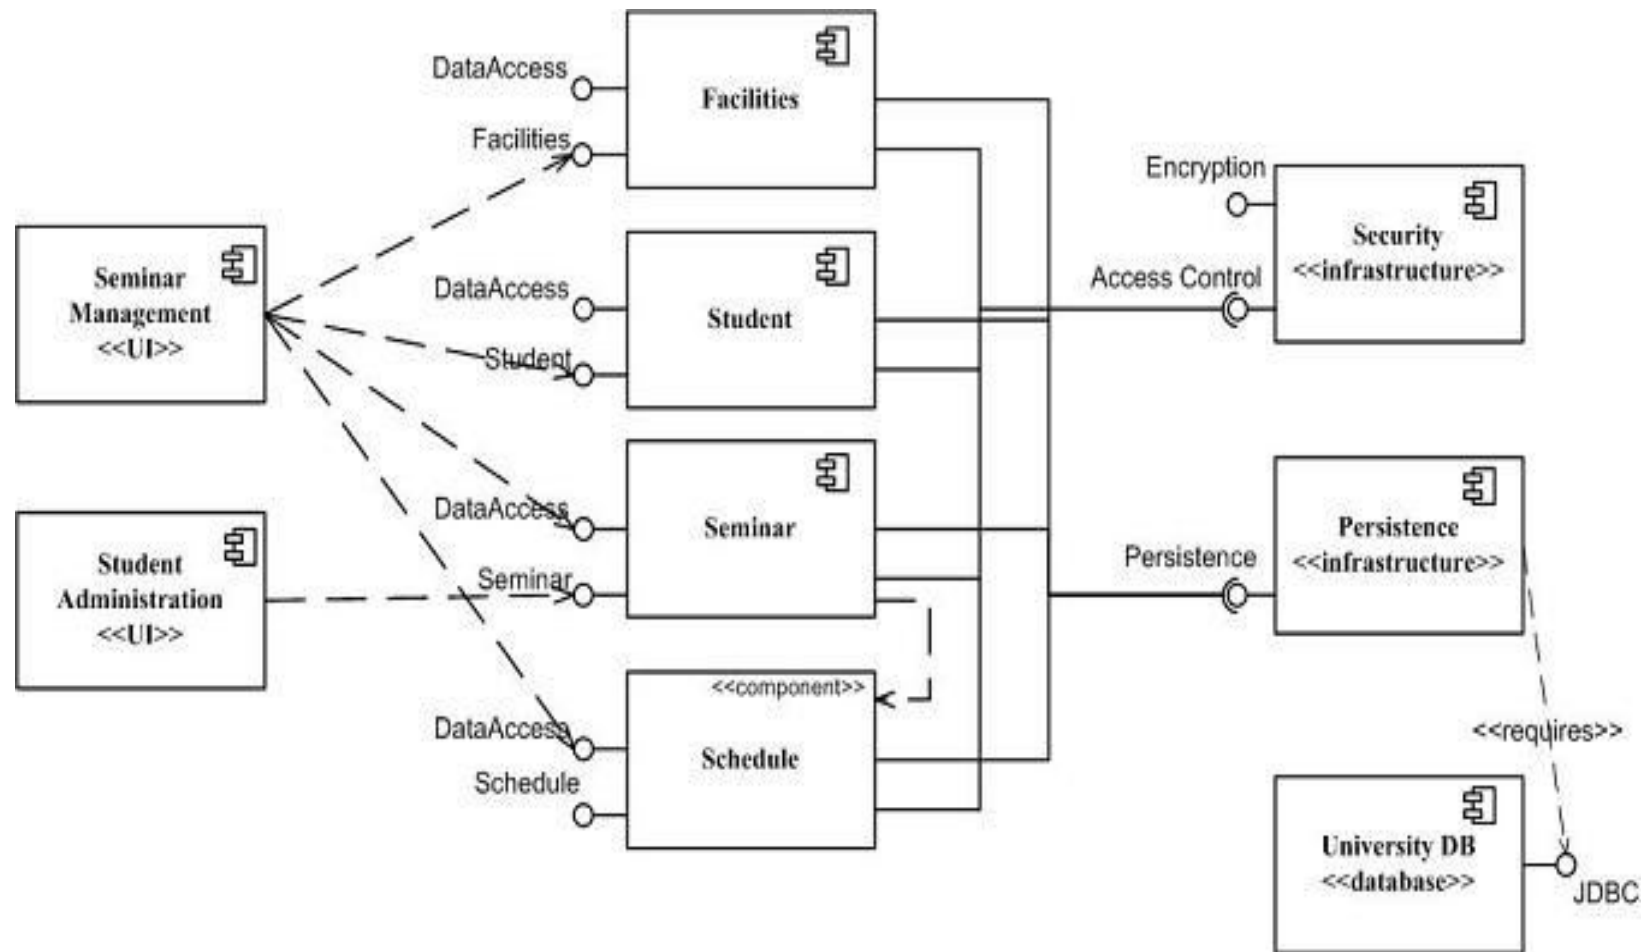 DataAccess
Facilities
Facilities
Seminar
Management
<<UI>>
DataAccess
Student
Student
Student
Administration
<<UI>>
DataAccess
Seminar
Seminar
<<component>>
DataAccess
Schedule
Schedule
Encryption
Access Control
Security
<<infrastructure>>
Persistence
Persistence
<<infrastructure>>
<<requires>>
University DB
<<database>>
JDBC